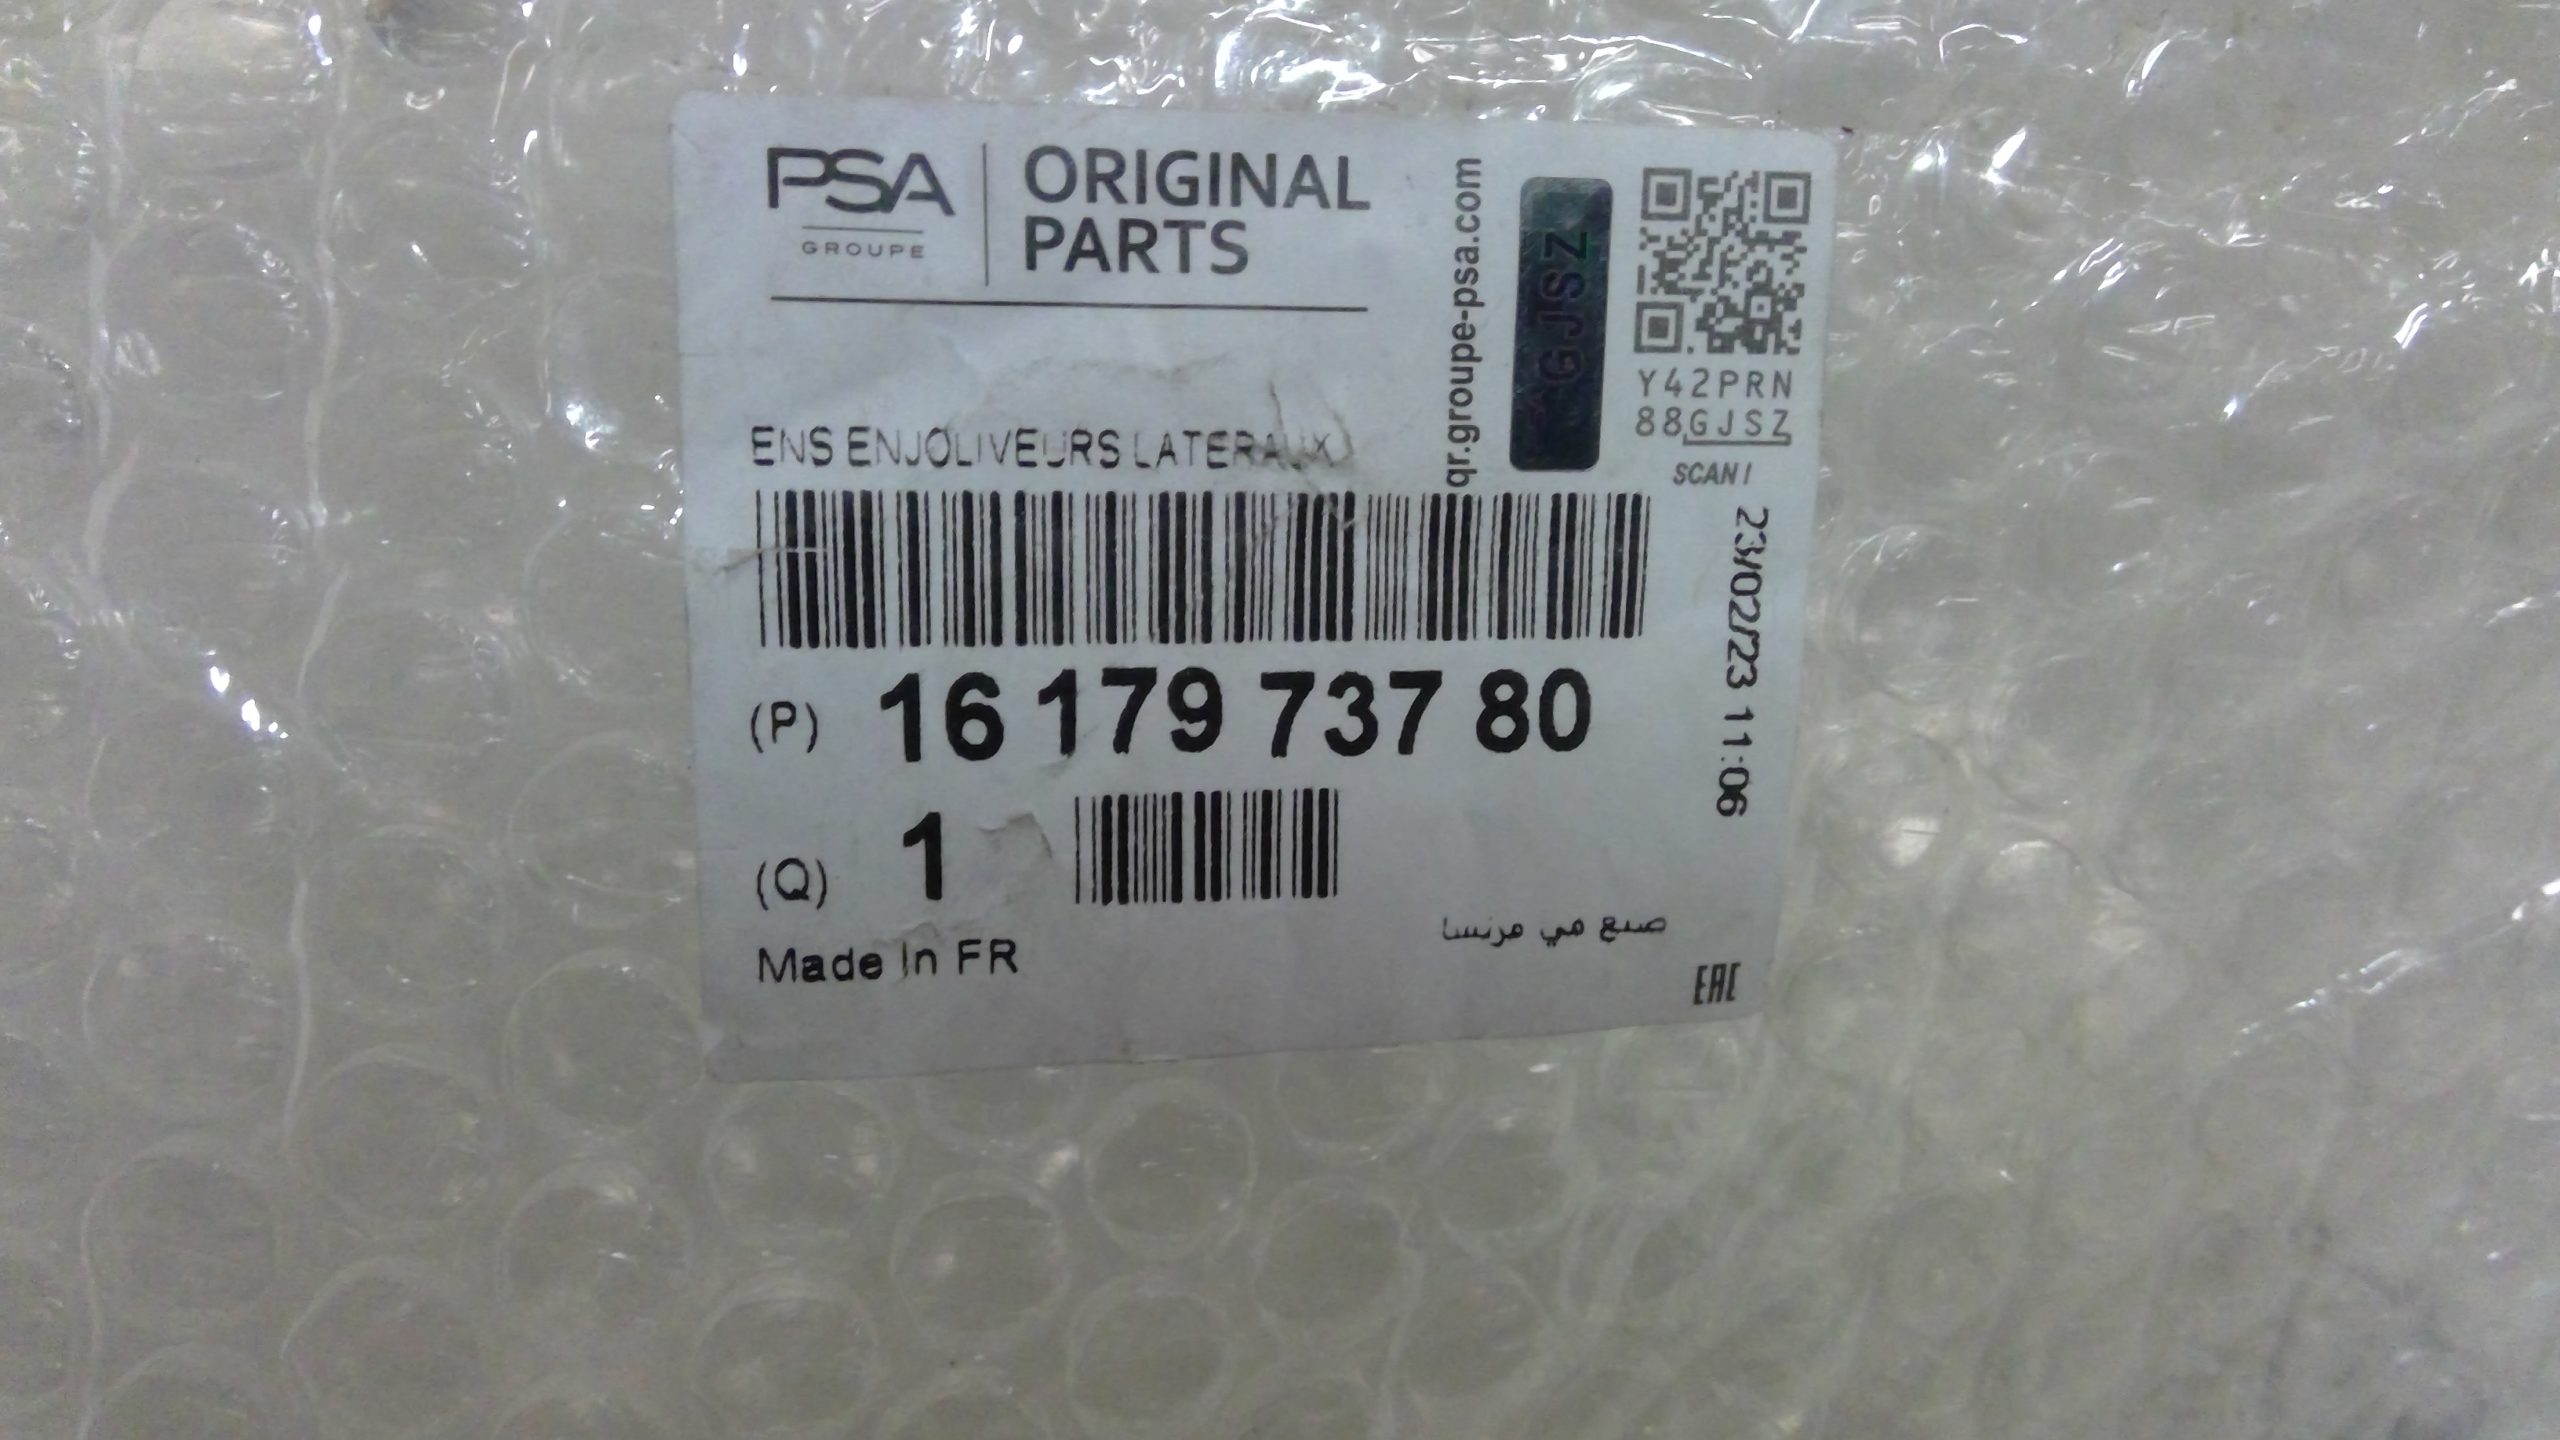 PSA
GROUPE
ORIGINAL
PARTS
qr.groupe-psa.com
GJSZ
Y42PRN
88GJSZ
SCAN!
ENS ENJOLIVEURS LATERAUX
(P) 16 179 737 80
23/02/23 11:06
(Q) 1
صنع في فرنسا
Made In FR
EAC